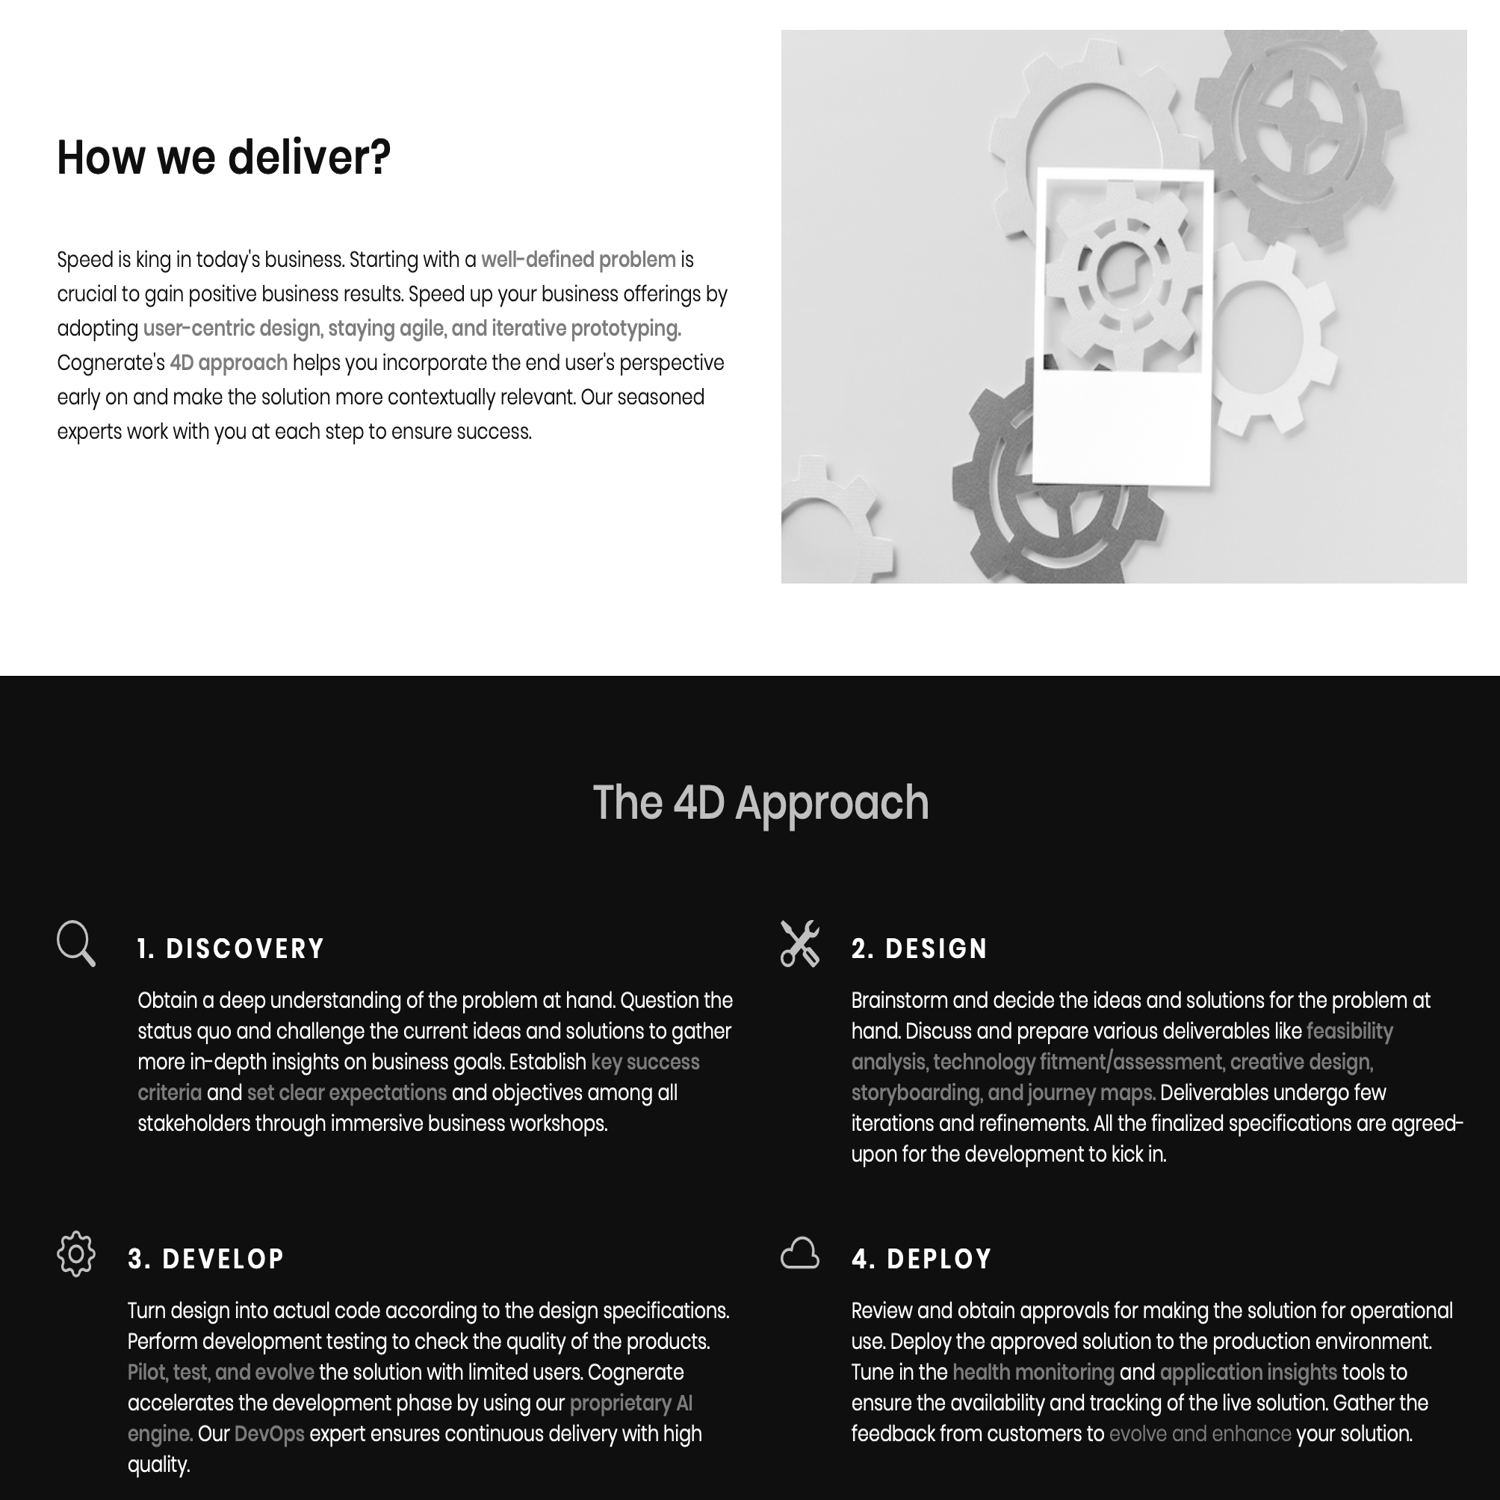 How we deliver?
Speed is king in today's business. Starting with a well-defined problem is
crucial to gain positive business results. Speed up your business offerings by
adopting user-centric design, staying agile, and iterative prototyping.
Cognerate's 4D approach helps you incorporate the end user's perspective
early on and make the solution more contextually relevant. Our seasoned
experts work with you at each step to ensure success.
The 4D Approach
1. DISCOVERY
Obtain a deep understanding of the problem at hand. Question the
status quo and challenge the current ideas and solutions to gather
more in-depth insights on business goals. Establish key success
criteria and set clear expectations and objectives among all
stakeholders through immersive business workshops.
2. DESIGN
Brainstorm and decide the ideas and solutions for the problem at
hand. Discuss and prepare various deliverables like feasibility
analysis, technology fitment/assessment, creative design,
storyboarding, and journey maps. Deliverables undergo few
iterations and refinements. All the finalized specifications are agreed-
upon for the development to kick in.
3. DEVELOP
Turn design into actual code according to the design specifications.
Perform development testing to check the quality of the products.
Pilot, test, and evolve the solution with limited users. Cognerate
accelerates the development phase by using our proprietary AI
engine. Our DevOps expert ensures continuous delivery with high
quality.
4. DEPLOY
Review and obtain approvals for making the solution for operational
use. Deploy the approved solution to the production environment.
Tune in the health monitoring and application insights tools to
ensure the availability and tracking of the live solution. Gather the
feedback from customers to evolve and enhance your solution.